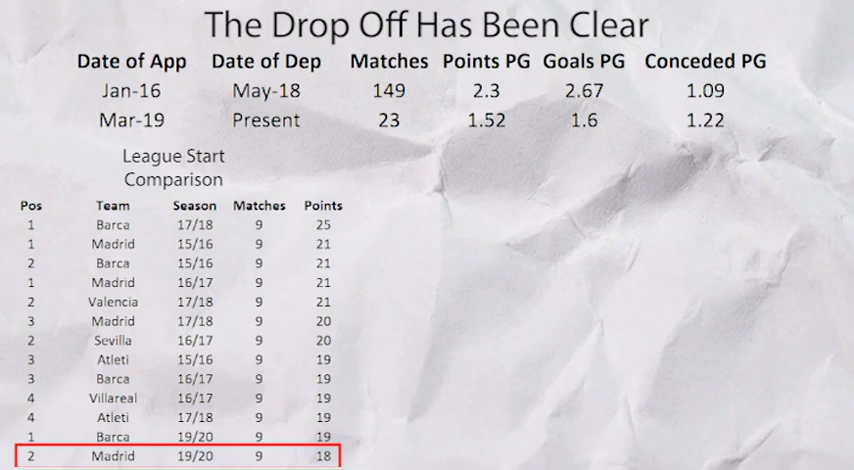 The Drop Off Has Been Clear
Date of App Date of Dep Matches Points PG Goals PG Conceded PG
Jan-16 May-18 149 2.3 2.67 1.09
Mar-19 Present 23 1.52 1.6 1.22
League Start
Comparison
Pos Team Season Matches Points
1 Barca 17/18 9 25
1 Madrid 15/16 9 21
2 Barca 15/16 9 21
1 Madrid 16/17 9 21
2 Valencia 17/18 9 21
3 Madrid 17/18 9 20
2 Sevilla 16/17 9 20
3 Atleti 15/16 9 19
3 Barca 16/17 9 19
4 Villareal 16/17 9 19
4 Atleti 17/18 9 19
1 Barca 19/20 9 19
2 Madrid 19/20 9 18